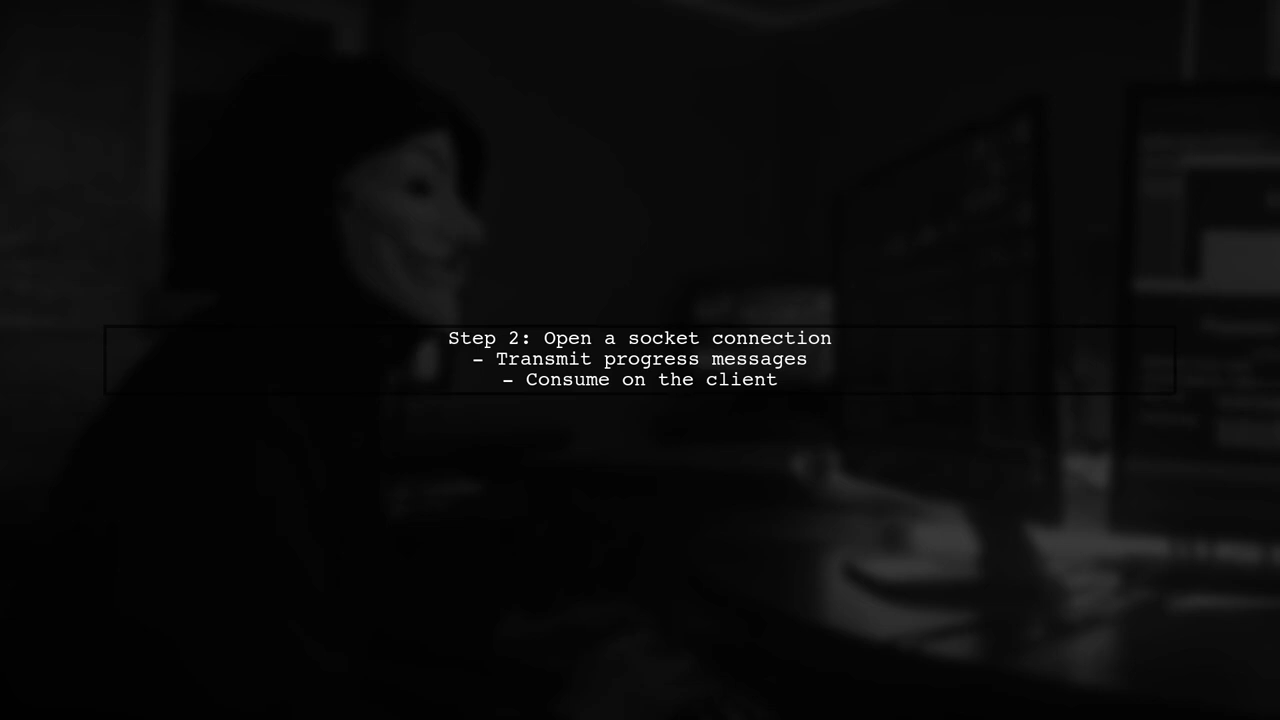 Step 2: Open a socket connection
– Transmit progress messages
– Consume on the client